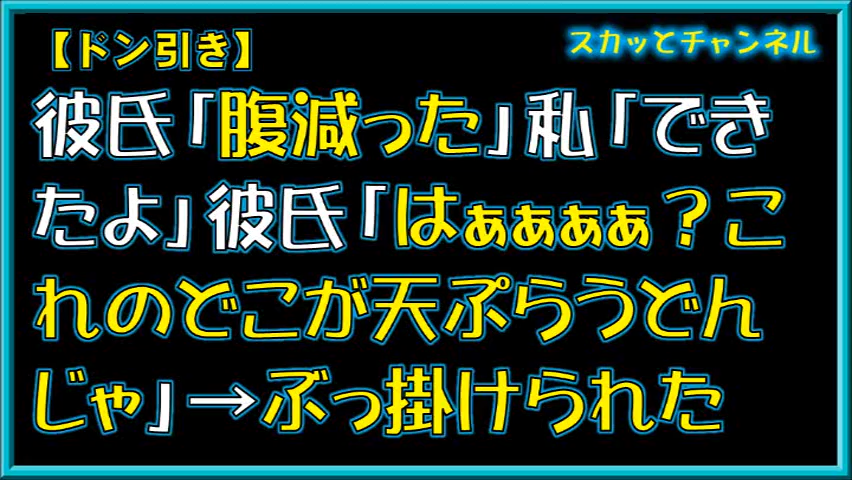 【ドン引き】
スカッとチャンネル
彼氏「腹減った」私「でき
たよ」彼氏「はぁぁぁぁ？こ
れのどこが天ぷらうどん
じゃ」→ぶっ掛けられた